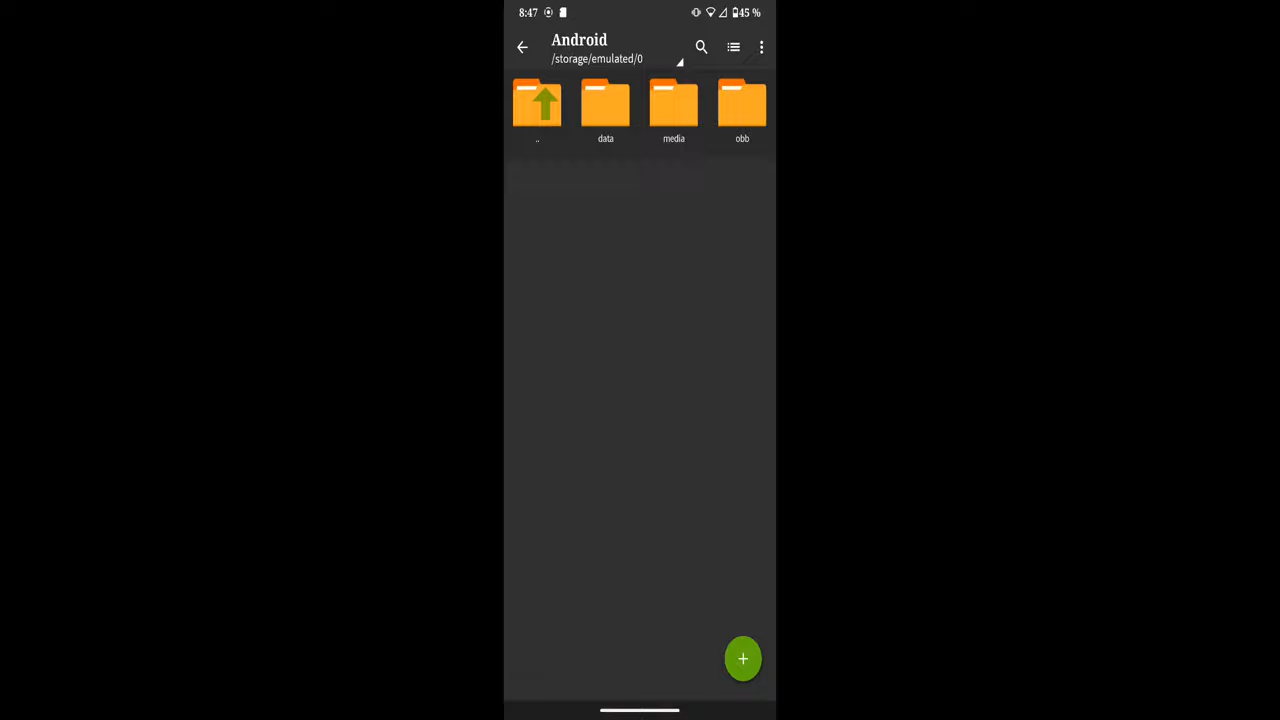 8:47 45 %
Android
/storage/emulated/0
.. data media obb